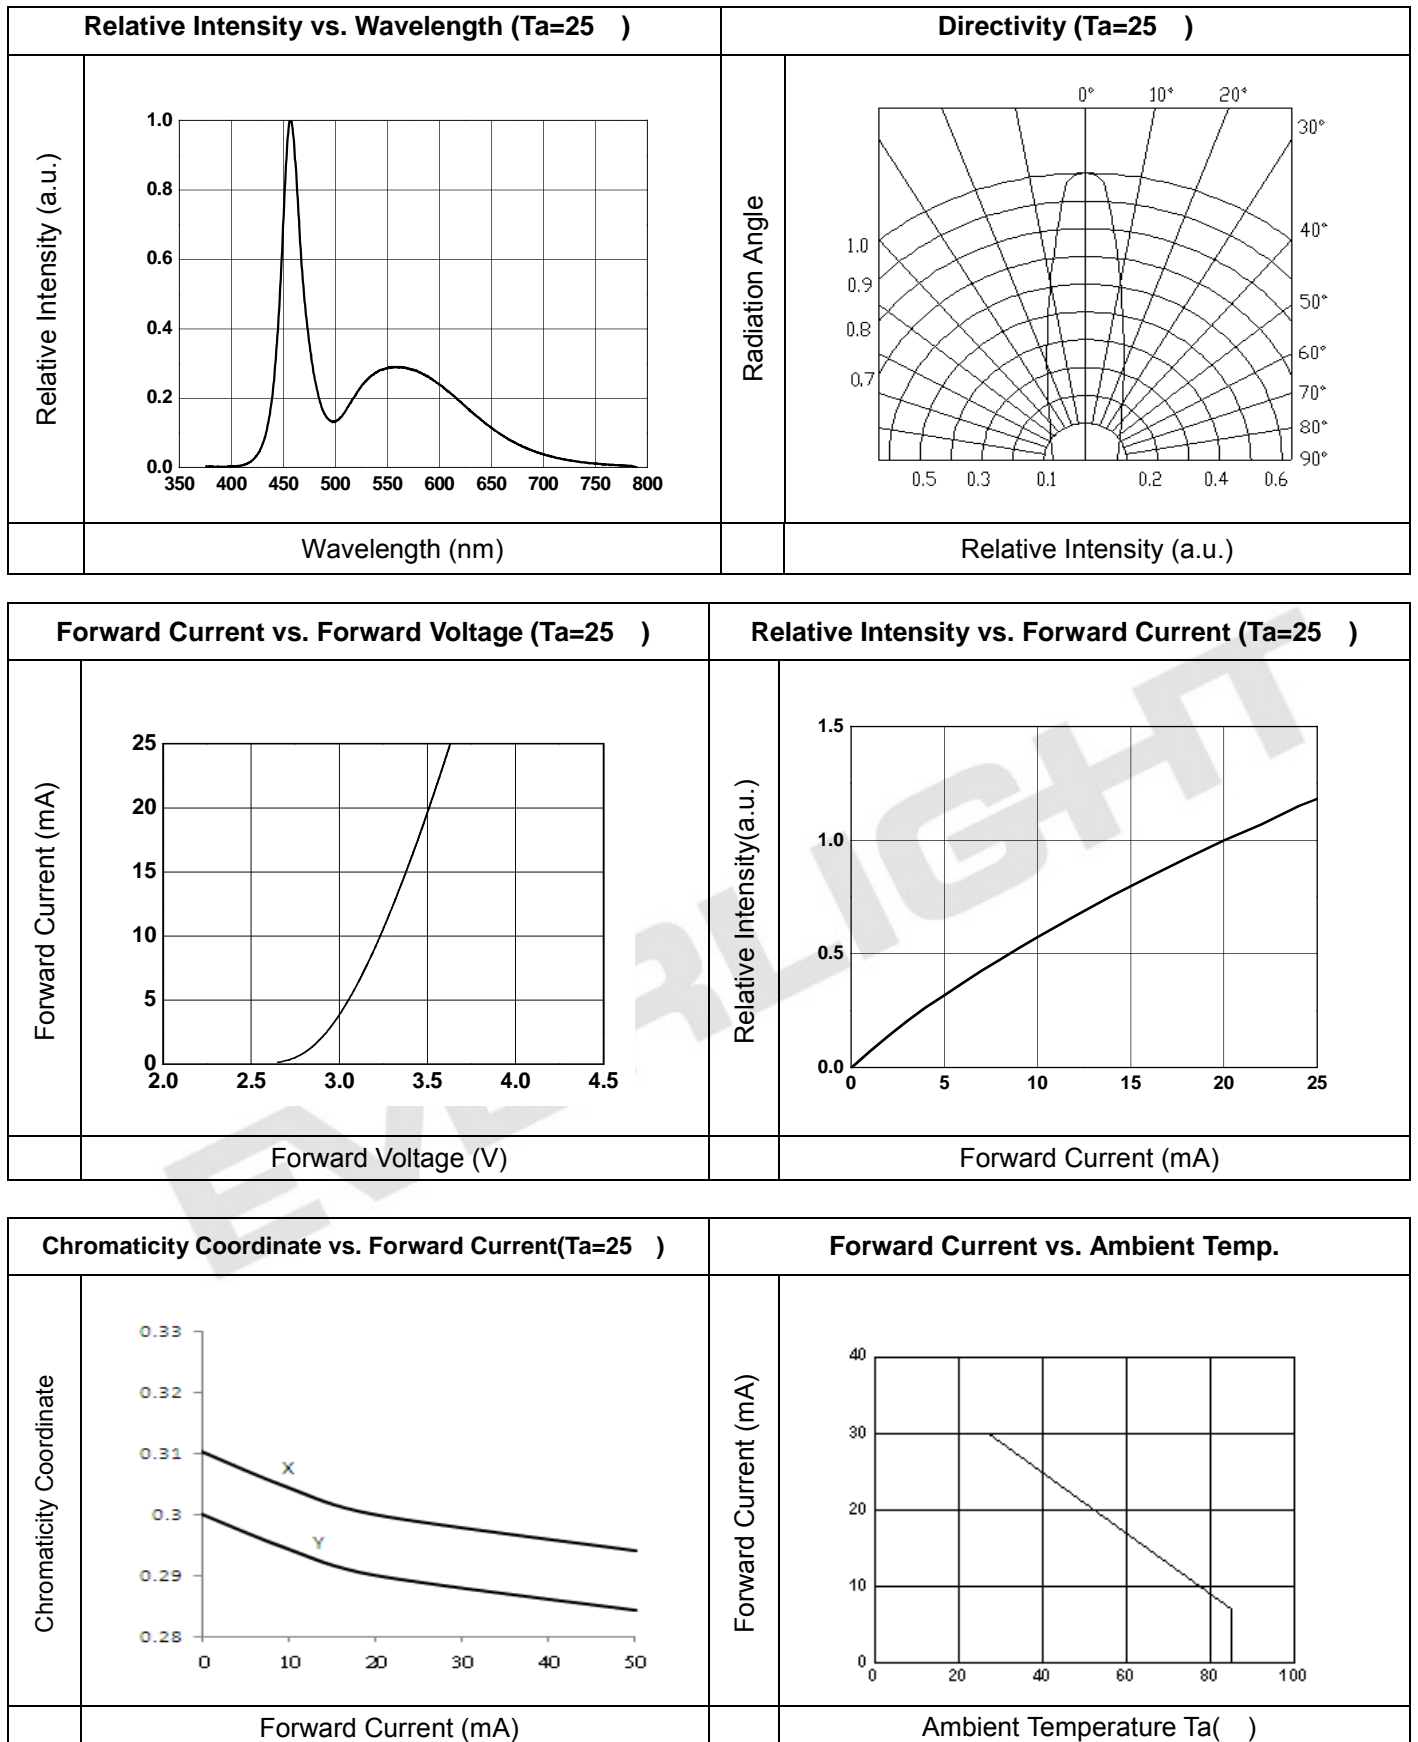 Relative Intensity vs. Wavelength (Ta=25 )
Directivity (Ta=25 )
Relative Intensity (a.u.)
1.0
0.8
0.6
0.4
0.2
0.0
350 400 450 500 550 600 650 700 750 800
Wavelength (nm)
Radiation Angle
0° 10° 20°
30°
40°
50°
60°
70°
80°
90°
1.0
0.9
0.8
0.7
0.5 0.3 0.1 0.2 0.4 0.6
Relative Intensity (a.u.)
Forward Current vs. Forward Voltage (Ta=25 )
Relative Intensity vs. Forward Current (Ta=25 )
Forward Current (mA)
25
20
15
10
5
0
2.0 2.5 3.0 3.5 4.0 4.5
Forward Voltage (V)
Relative Intensity(a.u.)
1.5
1.0
0.5
0.0
0 5 10 15 20 25
Forward Current (mA)
EVERLIGHT
Chromaticity Coordinate vs. Forward Current(Ta=25 )
Forward Current vs. Ambient Temp.
Chromaticity Coordinate
0.33
0.32
0.31
0.3
0.29
0.28
X
Y
0 10 20 30 40 50
Forward Current (mA)
Forward Current (mA)
40
30
20
10
0
0 20 40 60 80 100
Ambient Temperature Ta( )